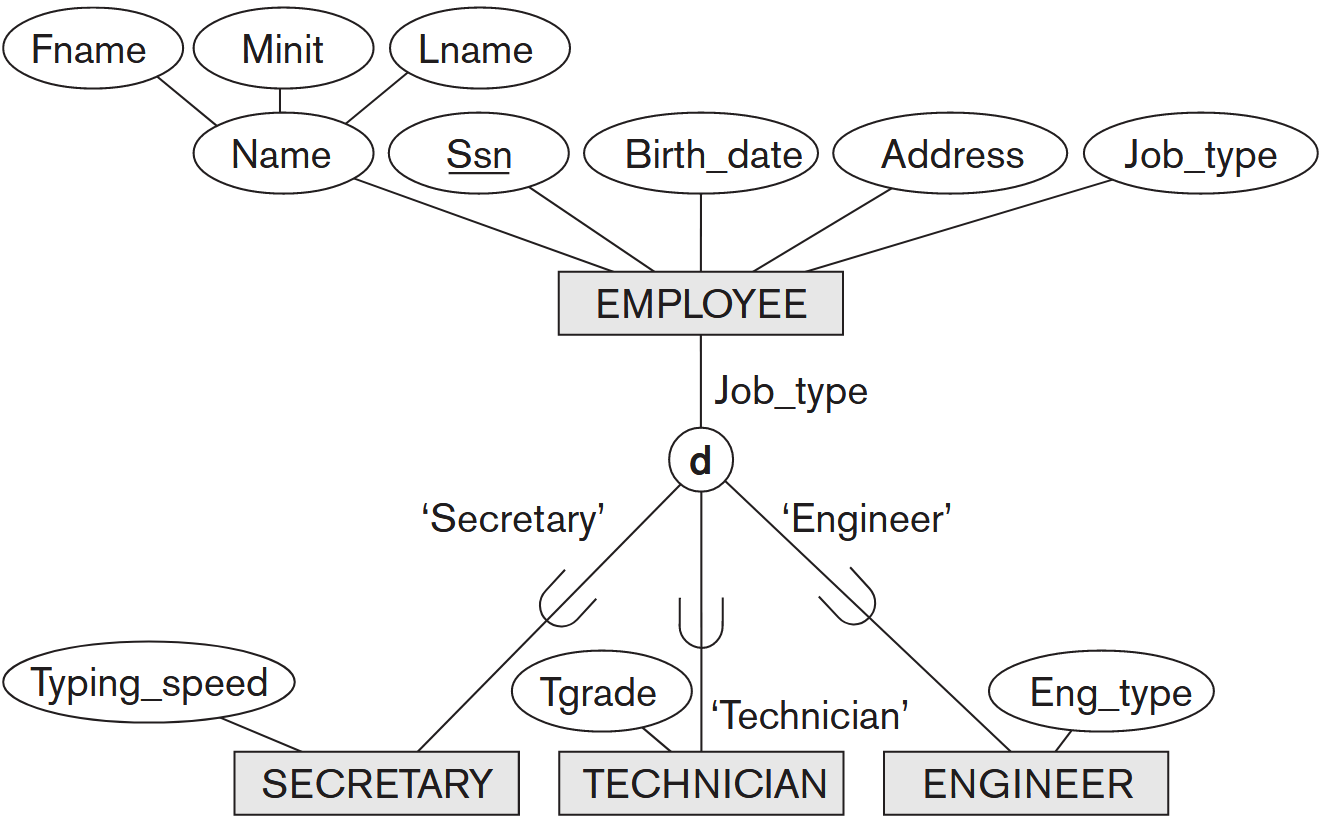 Fname
Minit
Lname
Name
Ssn
Birth_date
Address
Job_type
EMPLOYEE
Job_type
d
‘Secretary’
‘Engineer’
Typing_speed
Tgrade
‘Technician’
Eng_type
SECRETARY
TECHNICIAN
ENGINEER